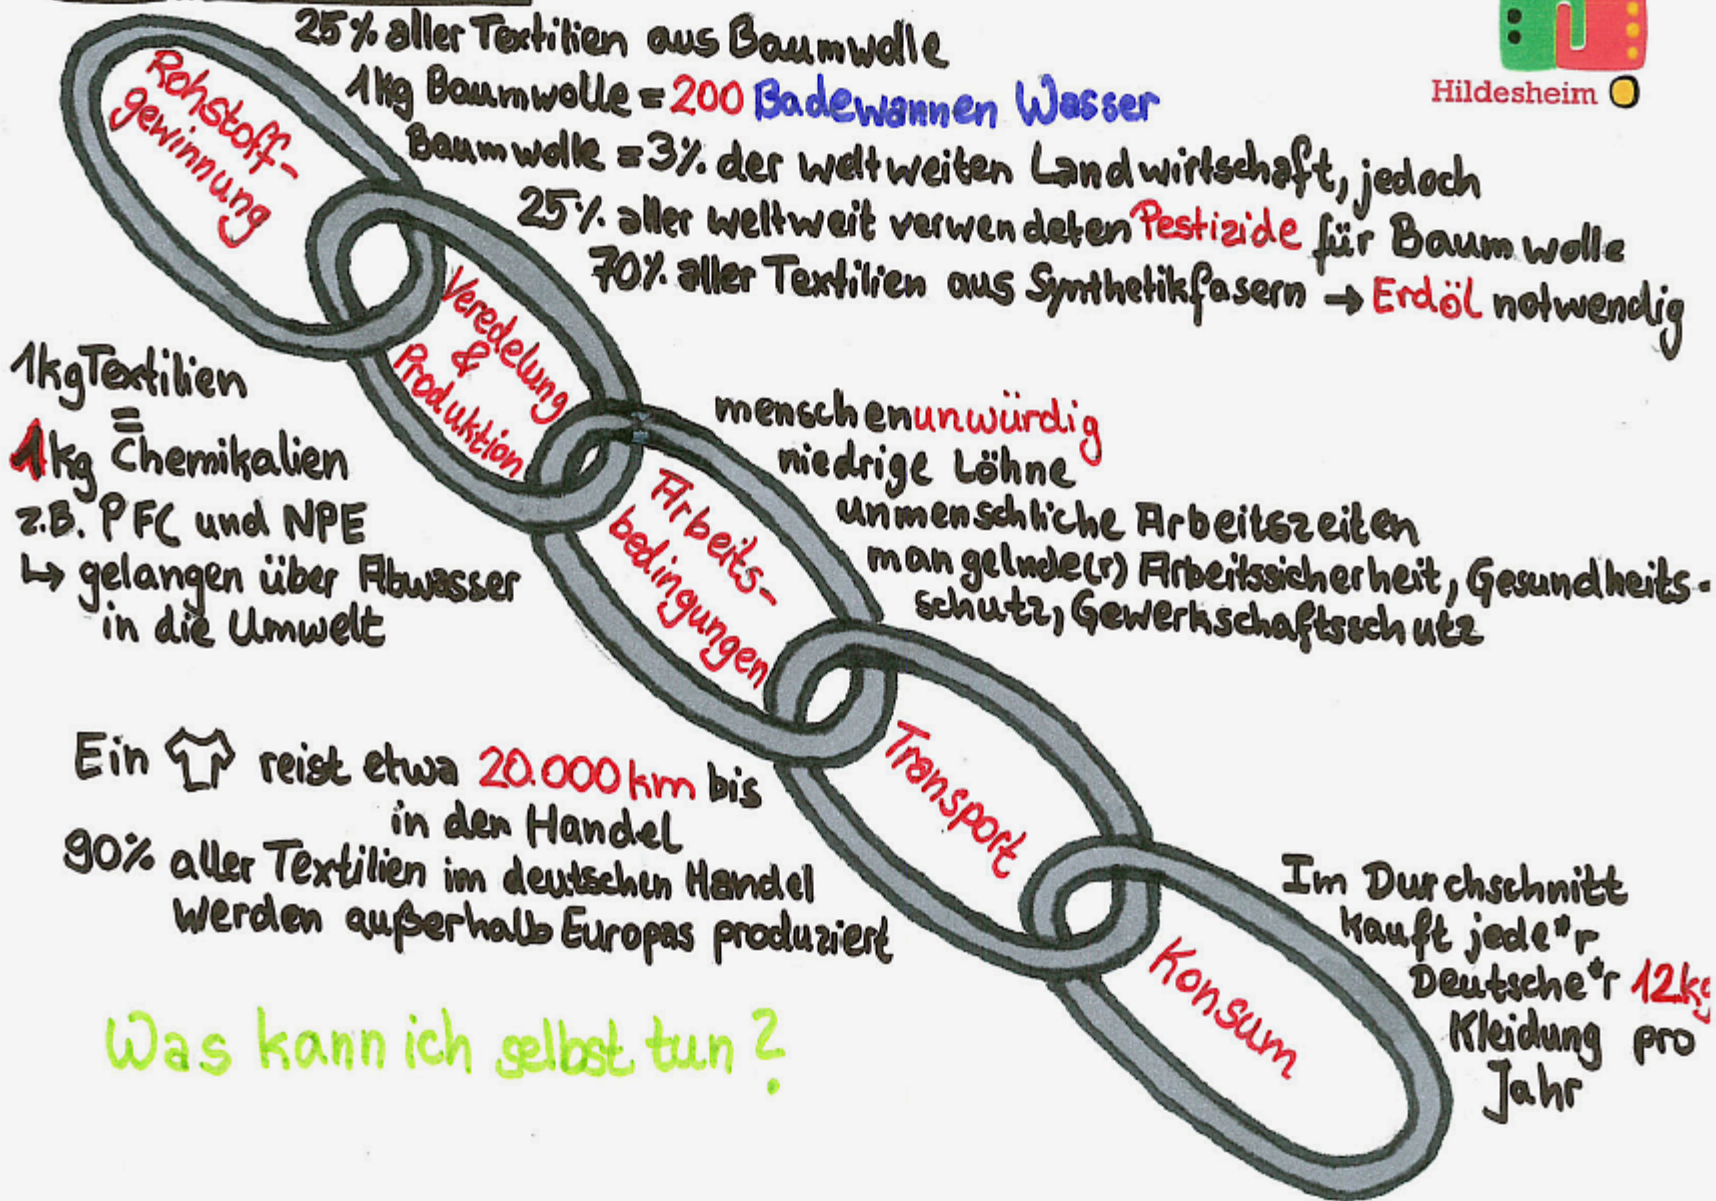 25% aller Textilien aus Baumwolle
1kg Baumwolle = 200 Badewannen Wasser
Baumwolle = 3% der weltweiten Landwirtschaft, jedoch
25% aller weltweit verwendeten Pestizide für Baumwolle
70% aller Textilien aus Synthetikfasern → Erdöl notwendig
Hildesheim
Rohstoff-
gewinnung
Veredelung
&
Produktion
1kg Textilien
=
1kg Chemikalien
z.B. PFC und NPE
↳ gelangen über Abwasser
in die Umwelt
menschenunwürdig
niedrige Löhne
unmenschliche Arbeitszeiten
mangelnde(r) Arbeitssicherheit, Gesundheits-
schutz, Gewerkschaftsschutz
Arbeits-
bedingungen
Transport
Ein reist etwa 20.000 km bis
in den Handel
90% aller Textilien im deutschen Handel
werden außerhalb Europas produziert
Konsum
Im Durchschnitt
kauft jede*r
Deutsche*r 12kg
Kleidung pro
Jahr
Was kann ich selbst tun?